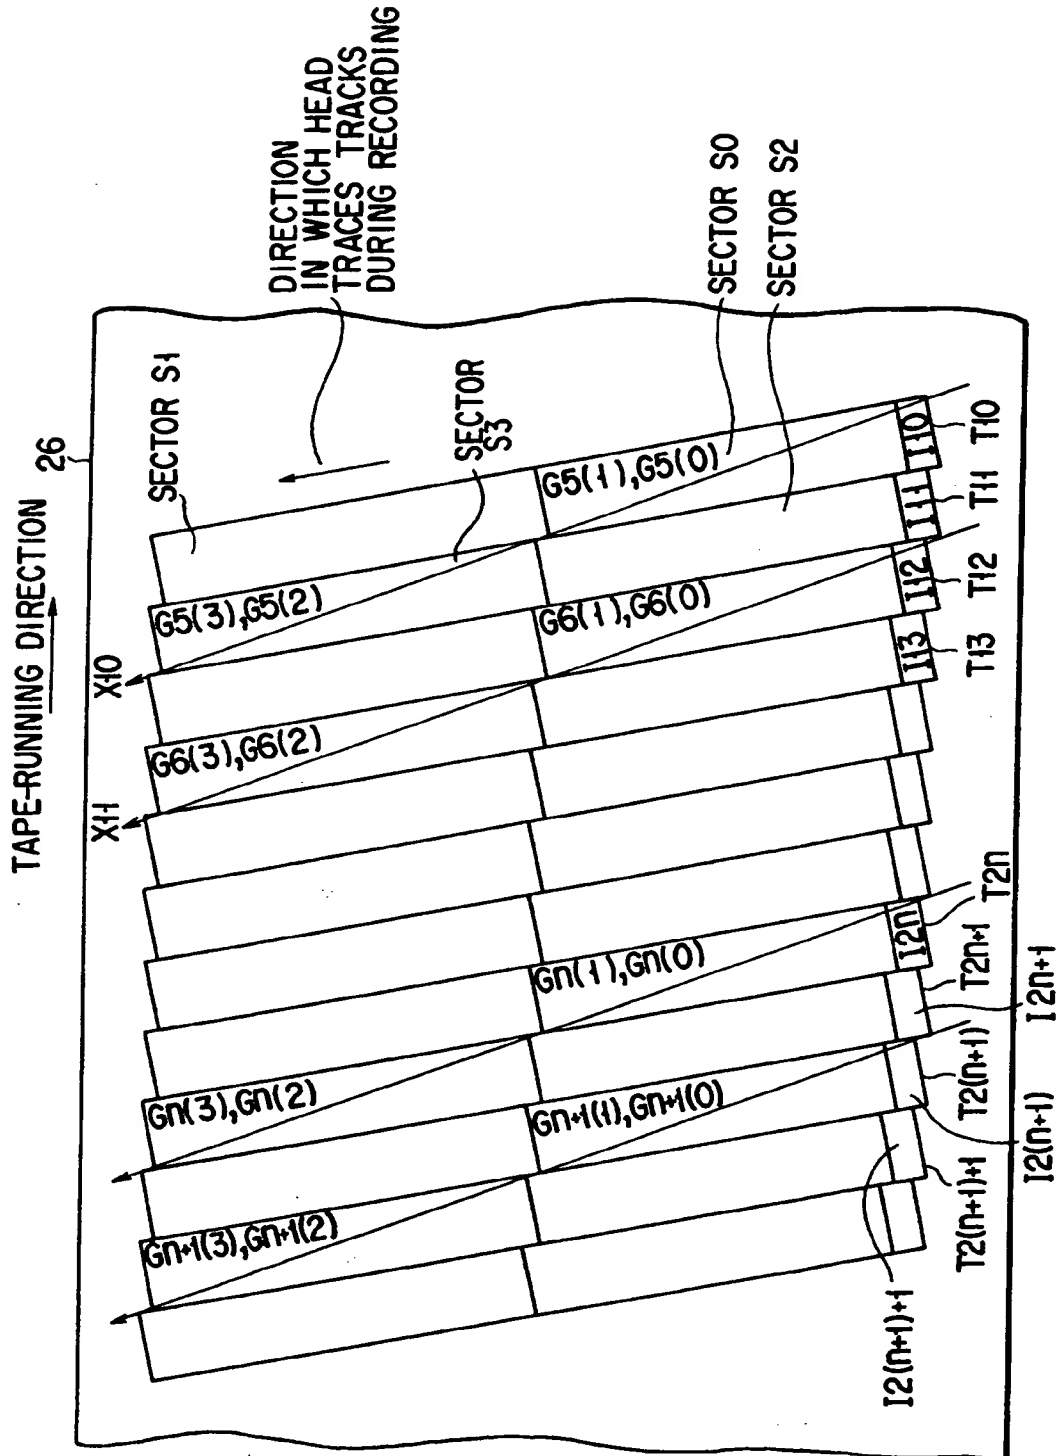 TAPE-RUNNING DIRECTION
26
DIRECTION
IN WHICH HEAD
TRACES TRACKS
DURING RECORDING
SECTOR S1
SECTOR
S3
SECTOR S0
SECTOR S2
X10
X11
G5(3),G5(2)
G5(1),G5(0)
G6(3),G6(2)
G6(1),G6(0)
Gn(3),Gn(2)
Gn(1),Gn(0)
Gn+1(3),Gn+1(2)
Gn+1(1),Gn+1(0)
I10
I11
I12
I13
I2n
T10
T11
T12
T13
T2n
T2n+1
I2n+1
T2(n+1)
I2(n+1)
T2(n+1)+1
I2(n+1)+1